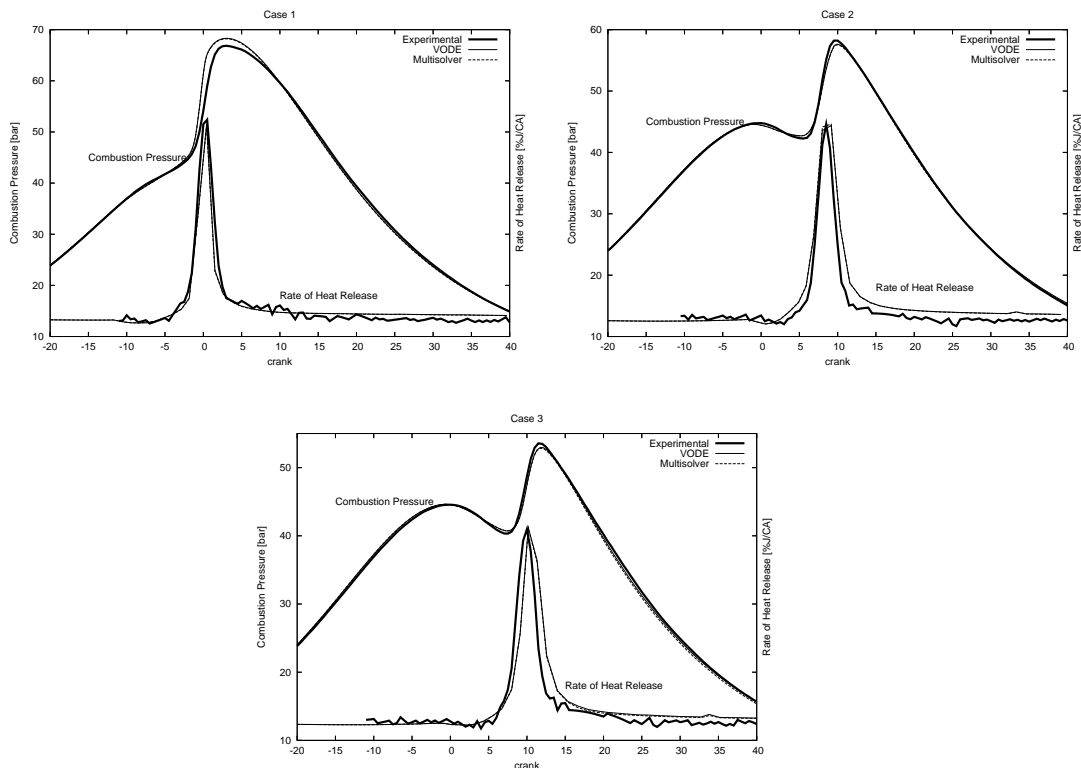 Case 1
70
60
50
40
30
20
10
Combustion Pressure [bar]
Rate of Heat Release [%J/CA]
Experimental
VODE
Multisolver
Combustion Pressure
Rate of Heat Release
-20 -15 -10 -5 0 5 10 15 20 25 30 35 40
crank
Case 2
60
50
40
30
20
10
Combustion Pressure [bar]
Rate of Heat Release [%J/CA]
Experimental
VODE
Multisolver
Combustion Pressure
Rate of Heat Release
-20 -15 -10 -5 0 5 10 15 20 25 30 35 40
crank
Case 3
50
40
30
20
10
Combustion Pressure [bar]
Rate of Heat Release [%J/CA]
Experimental
VODE
Multisolver
Combustion Pressure
Rate of Heat Release
-20 -15 -10 -5 0 5 10 15 20 25 30 35 40
crank